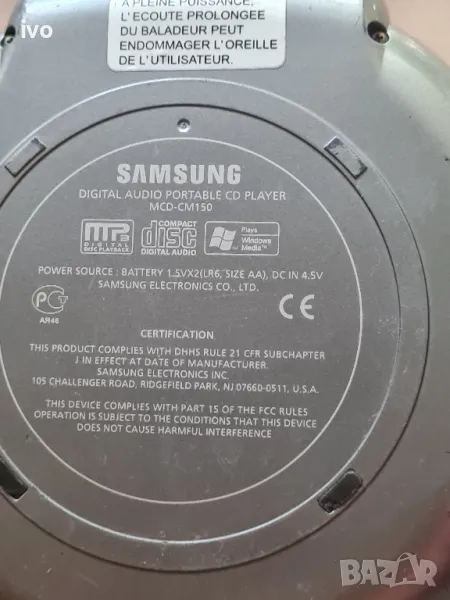 ivo
À PLEINE PUISSANCE,
L'ECOUTE PROLONGEE
DU BALADEUR PEUT
ENDOMMAGER L'OREILLE
DE L'UTILISATEUR.
SAMSUNG
DIGITAL AUDIO PORTABLE CD PLAYER
MCD-CM150
MP3
DIGITAL
DISC PLAYBACK
COMPACT
disc
DIGITAL AUDIO
Plays
Windows
Media™
POWER SOURCE : BATTERY 1.5VX2(LR6, SIZE AA), DC IN 4.5V
SAMSUNG ELECTRONICS CO., LTD.
PG
AR46
CE
CERTIFICATION
THIS PRODUCT COMPLIES WITH DHHS RULE 21 CFR SUBCHAPTER
J IN EFFECT AT DATE OF MANUFACTURER.
SAMSUNG ELECTRONICS INC.
105 CHALLENGER ROAD, RIDGEFIELD PARK, NJ 07660-0511, U.S.A.
THIS DEVICE COMPLIES WITH PART 15 OF THE FCC RULES
OPERATION IS SUBJECT TO THE CONDITIONS THAT THIS DEVICE
DOES NOT CAUSE HARMFUL INTERFERENCE
BAZAR